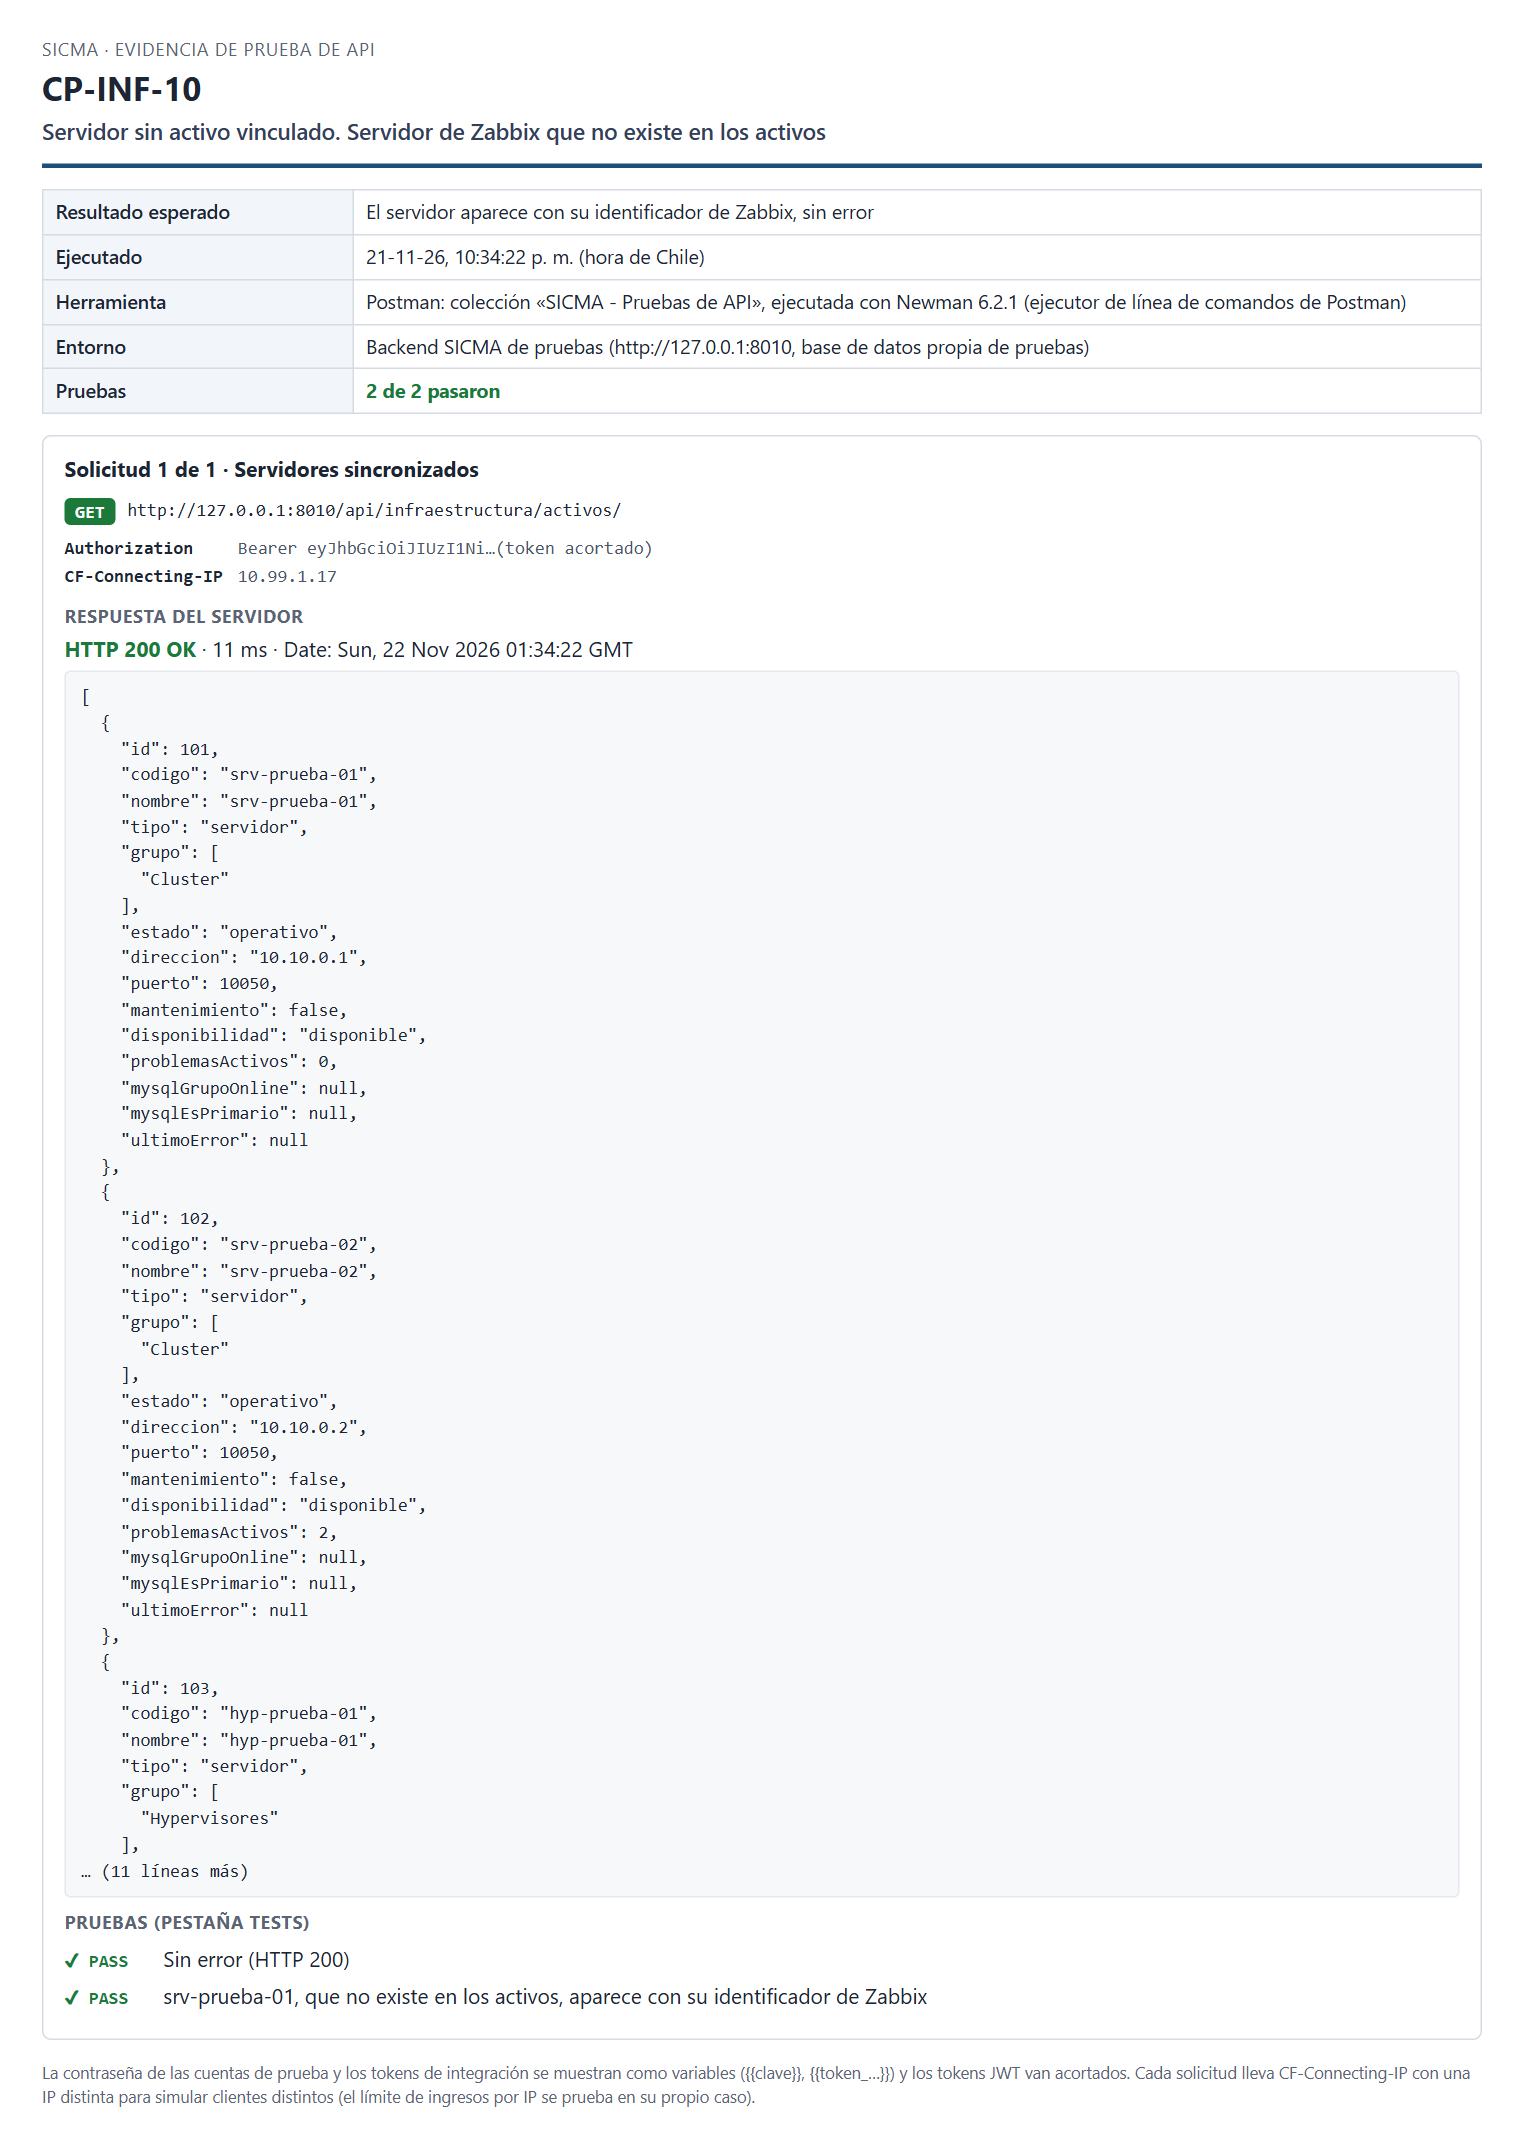 SICMA · EVIDENCIA DE PRUEBA DE API
CP-INF-10
Servidor sin activo vinculado. Servidor de Zabbix que no existe en los activos
Resultado esperado El servidor aparece con su identificador de Zabbix, sin error
Ejecutado 21-11-26, 10:34:22 p. m. (hora de Chile)
Herramienta Postman: colección «SICMA - Pruebas de API», ejecutada con Newman 6.2.1 (ejecutor de línea de comandos de Postman)
Entorno Backend SICMA de pruebas (http://127.0.0.1:8010, base de datos propia de pruebas)
Pruebas 2 de 2 pasaron
Solicitud 1 de 1 · Servidores sincronizados
GET http://127.0.0.1:8010/api/infraestructura/activos/
Authorization Bearer eyJhbGciOiJIUzI1Ni…(token acortado)
CF-Connecting-IP 10.99.1.17
RESPUESTA DEL SERVIDOR
HTTP 200 OK · 11 ms · Date: Sun, 22 Nov 2026 01:34:22 GMT
[
{
"id": 101,
"codigo": "srv-prueba-01",
"nombre": "srv-prueba-01",
"tipo": "servidor",
"grupo": [
"Cluster"
],
"estado": "operativo",
"direccion": "10.10.0.1",
"puerto": 10050,
"mantenimiento": false,
"disponibilidad": "disponible",
"problemasActivos": 0,
"mysqlGrupoOnline": null,
"mysqlEsPrimario": null,
"ultimoError": null
},
{
"id": 102,
"codigo": "srv-prueba-02",
"nombre": "srv-prueba-02",
"tipo": "servidor",
"grupo": [
"Cluster"
],
"estado": "operativo",
"direccion": "10.10.0.2",
"puerto": 10050,
"mantenimiento": false,
"disponibilidad": "disponible",
"problemasActivos": 2,
"mysqlGrupoOnline": null,
"mysqlEsPrimario": null,
"ultimoError": null
},
{
"id": 103,
"codigo": "hyp-prueba-01",
"nombre": "hyp-prueba-01",
"tipo": "servidor",
"grupo": [
"Hypervisores"
],
… (11 líneas más)
PRUEBAS (PESTAÑA TESTS)
✓ PASS Sin error (HTTP 200)
✓ PASS srv-prueba-01, que no existe en los activos, aparece con su identificador de Zabbix
La contraseña de las cuentas de prueba y los tokens de integración se muestran como variables ({{clave}}, {{token_...}}) y los tokens JWT van acortados. Cada solicitud lleva CF-Connecting-IP con una
IP distinta para simular clientes distintos (el límite de ingresos por IP se prueba en su propio caso).